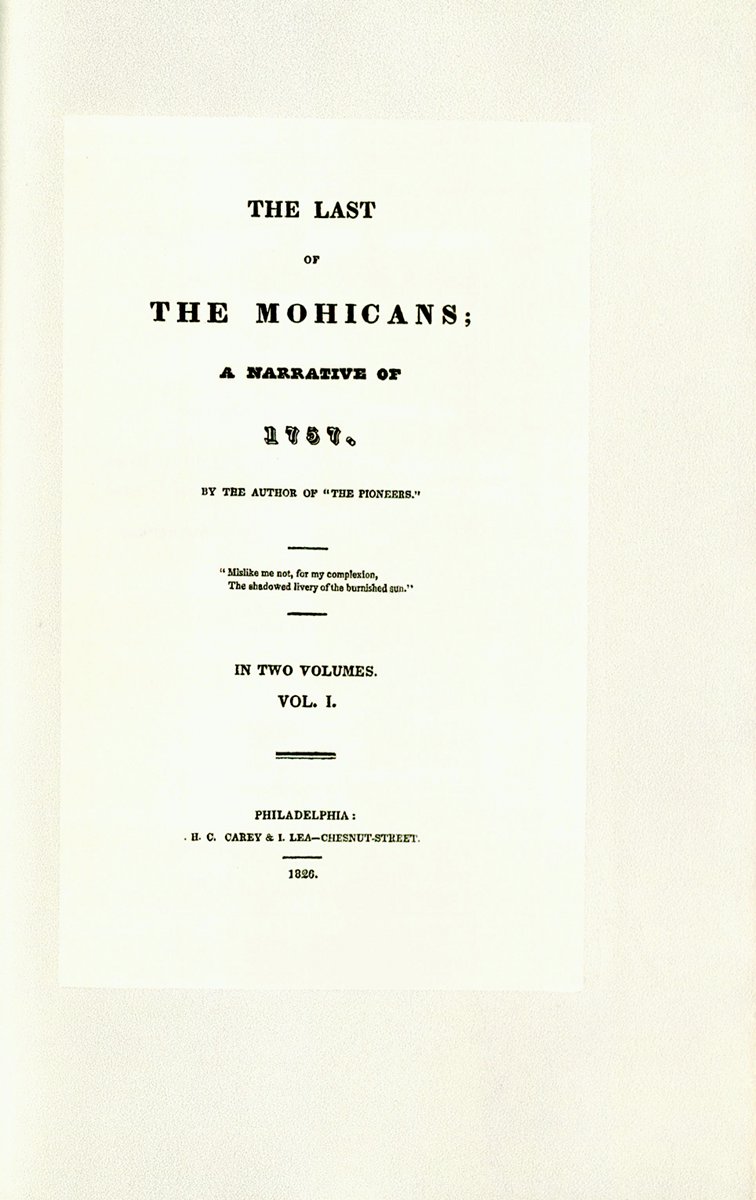 THE LAST
OF
THE MOHICANS;
A NARRATIVE OF
1757.
BY THE AUTHOR OF "THE PIONEERS."
"Mislike me not, for my complexion,
The shadowed livery of the burnished sun."
IN TWO VOLUMES.
VOL. I.
PHILADELPHIA:
H. C. CAREY & I. LEA—CHESNUT-STREET.
1826.